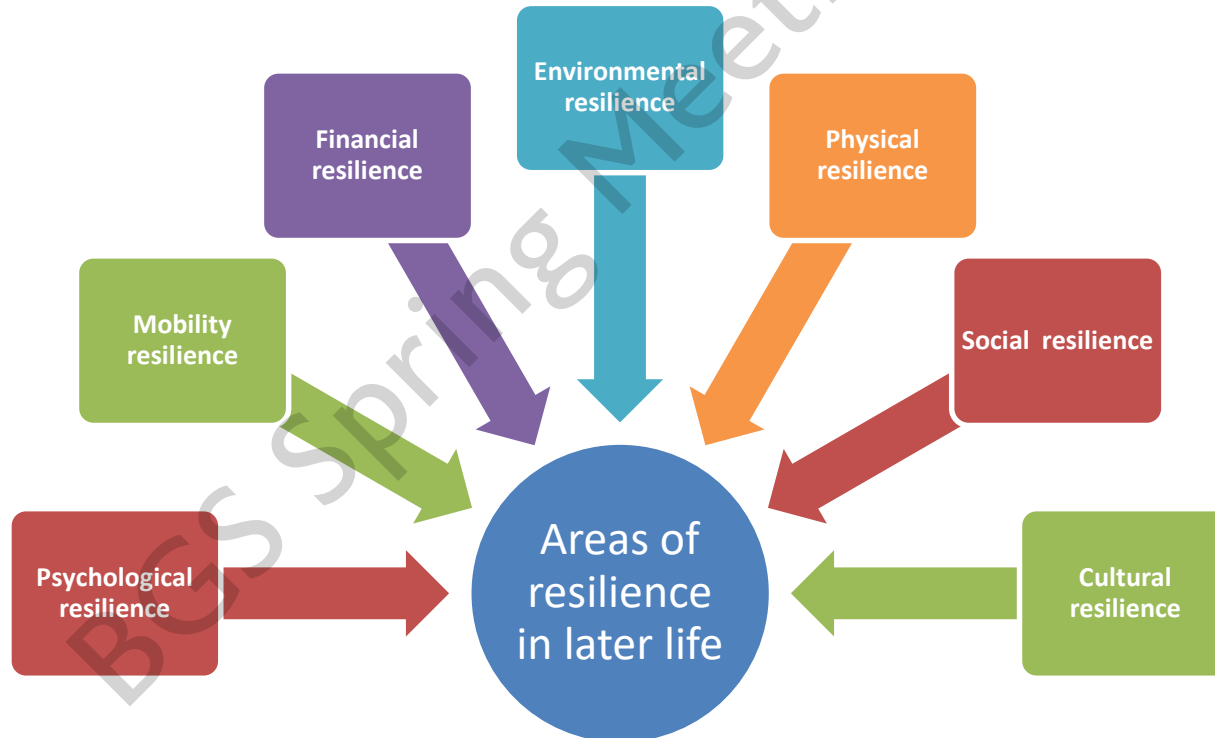 Environmental
resilience
Financial
resilience
Physical
resilience
Mobility
resilience
Social resilience
Psychological
resilience
Cultural
resilience
Areas of
resilience
in later life
BGS Spring